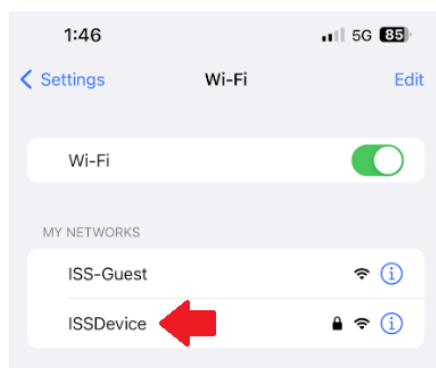 1:46 5G 85
Settings Wi-Fi Edit
Wi-Fi
MY NETWORKS
ISS-Guest
ISSDevice